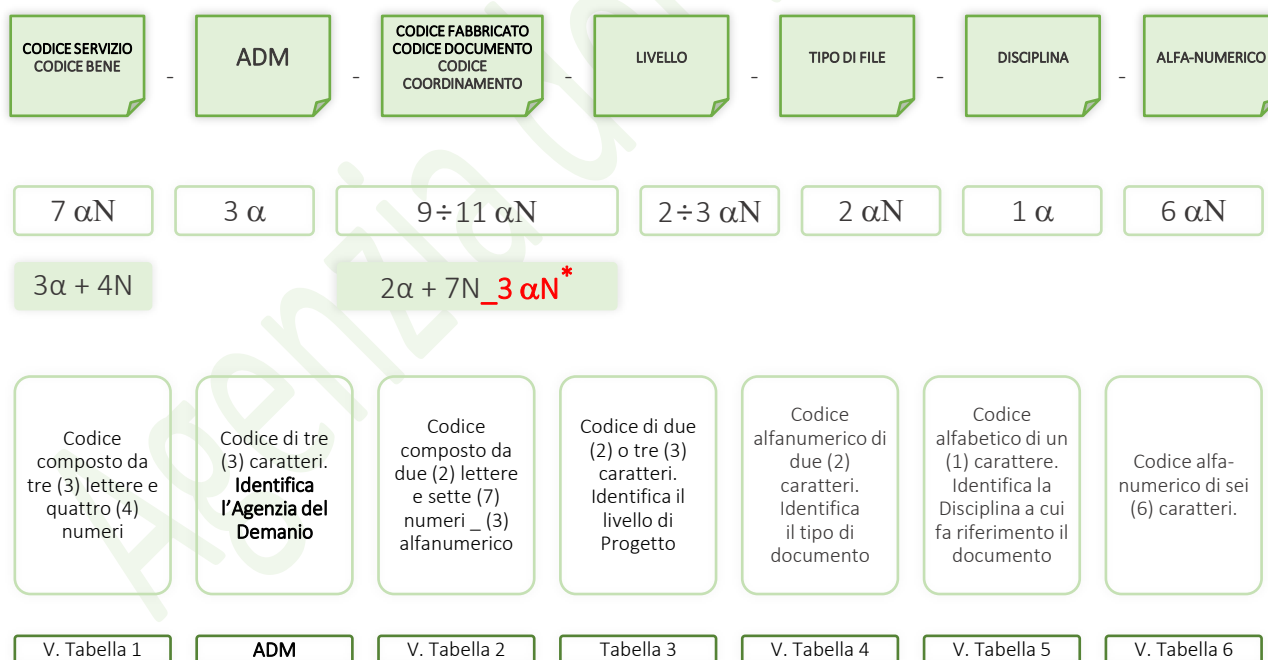 CODICE SERVIZIO
CODICE BENE
-
ADM
-
CODICE FABBRICATO
CODICE DOCUMENTO
CODICE
COORDINAMENTO
-
LIVELLO
-
TIPO DI FILE
-
DISCIPLINA
-
ALFA-NUMERICO
7 αN
3 α
9÷11 αN
2÷3 αN
2 αN
1 α
6 αN
3α + 4N
2α + 7N_3 αN*
Codice
composto da
tre (3) lettere e
quattro (4)
numeri
Codice di tre
(3) caratteri.
Identifica
l'Agenzia del
Demanio
Codice
composto da
due (2) lettere
e sette (7)
numeri _ (3)
alfanumerico
Codice di due
(2) o tre (3)
caratteri.
Identifica il
livello di
Progetto
Codice
alfanumerico di
due (2)
caratteri.
Identifica
il tipo di
documento
Codice
alfabetico di un
(1) carattere.
Identifica la
Disciplina a cui
fa riferimento il
documento
Codice alfa-
numerico di sei
(6) caratteri.
V. Tabella 1
ADM
V. Tabella 2
Tabella 3
V. Tabella 4
V. Tabella 5
V. Tabella 6
Agenzia